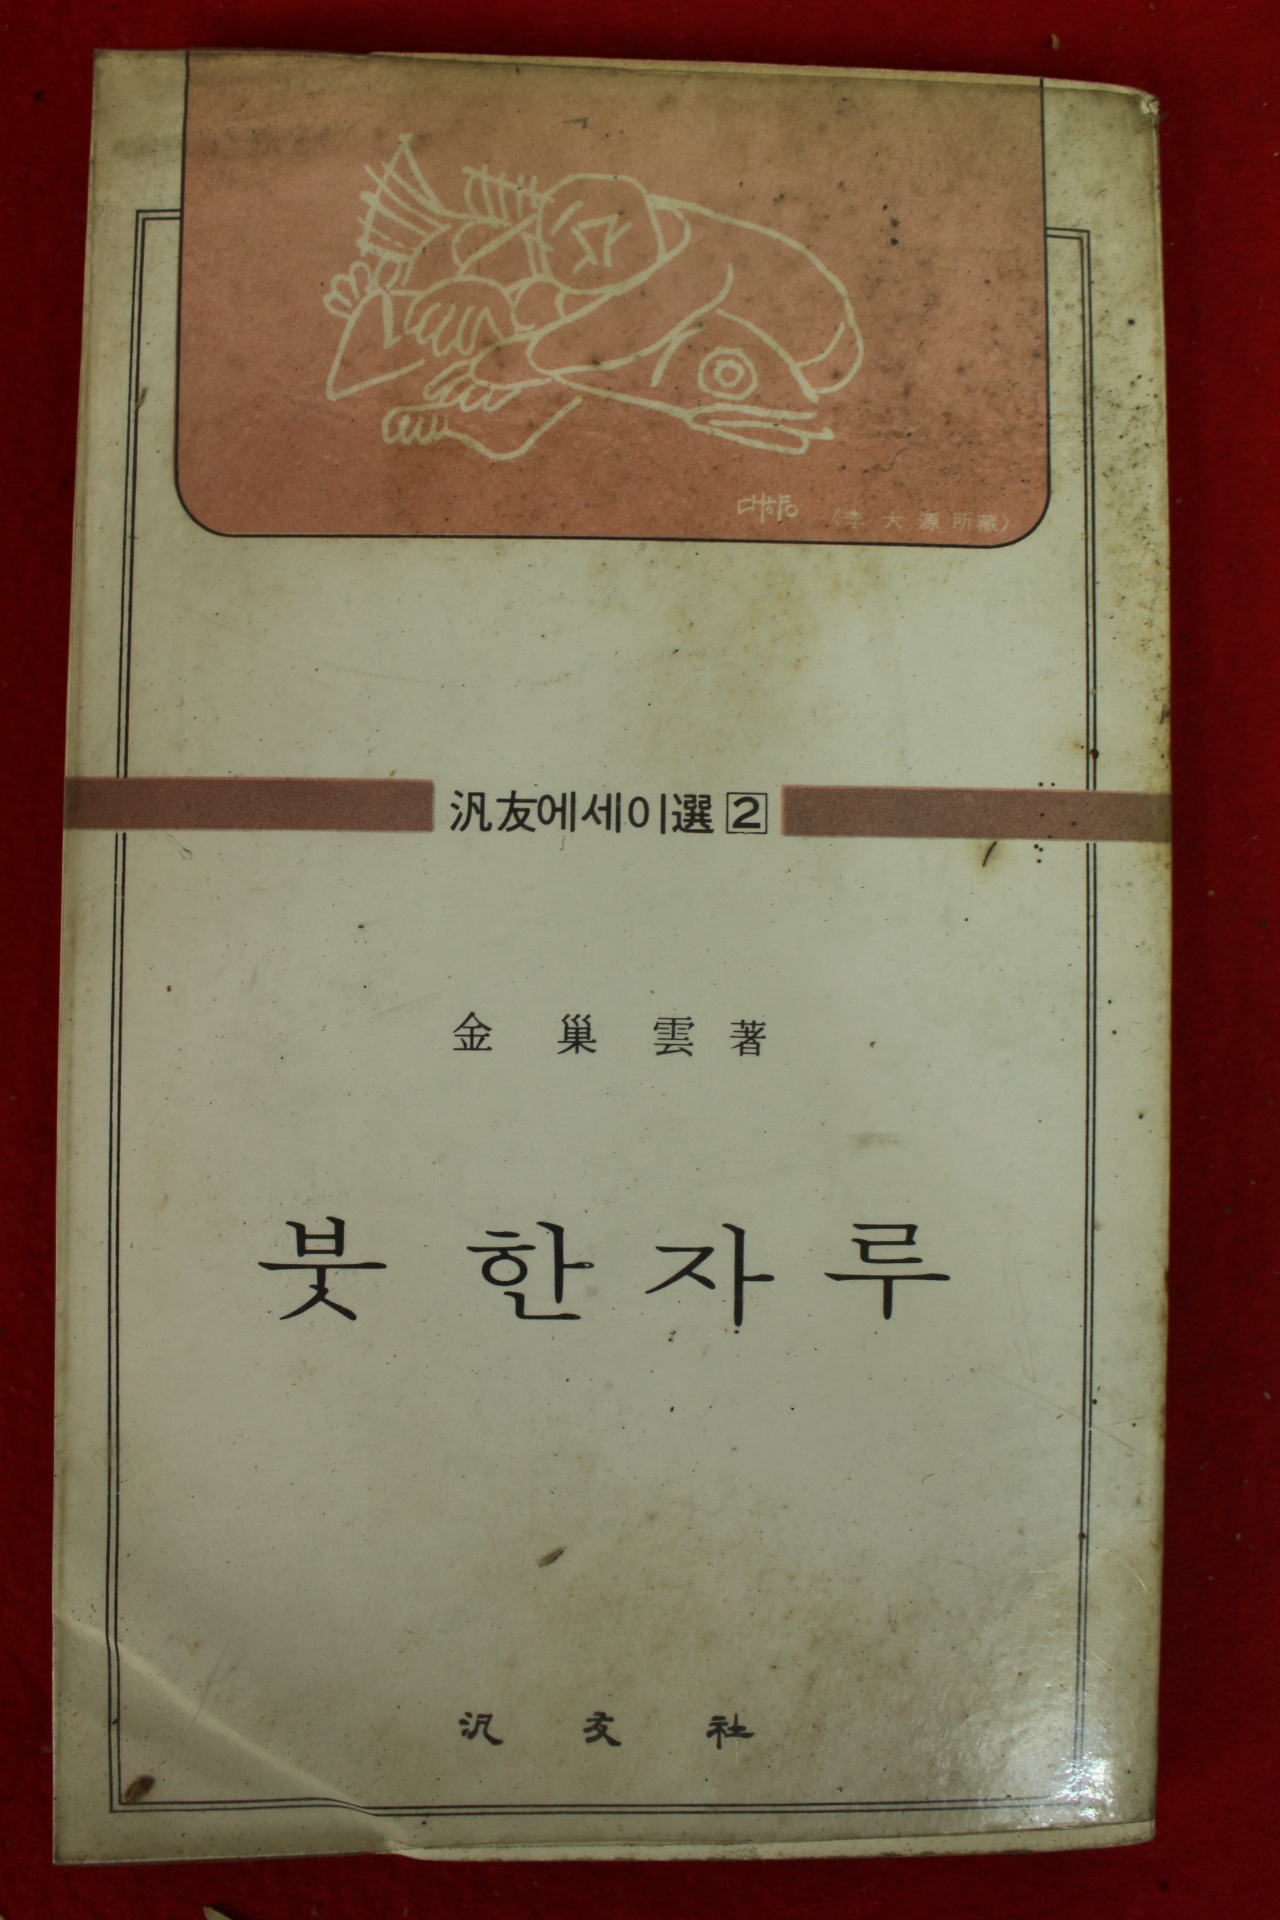 대향 〈李大源所藏〉
汎友에세이選 2
金巢雲著
붓 한 자루
汎友社